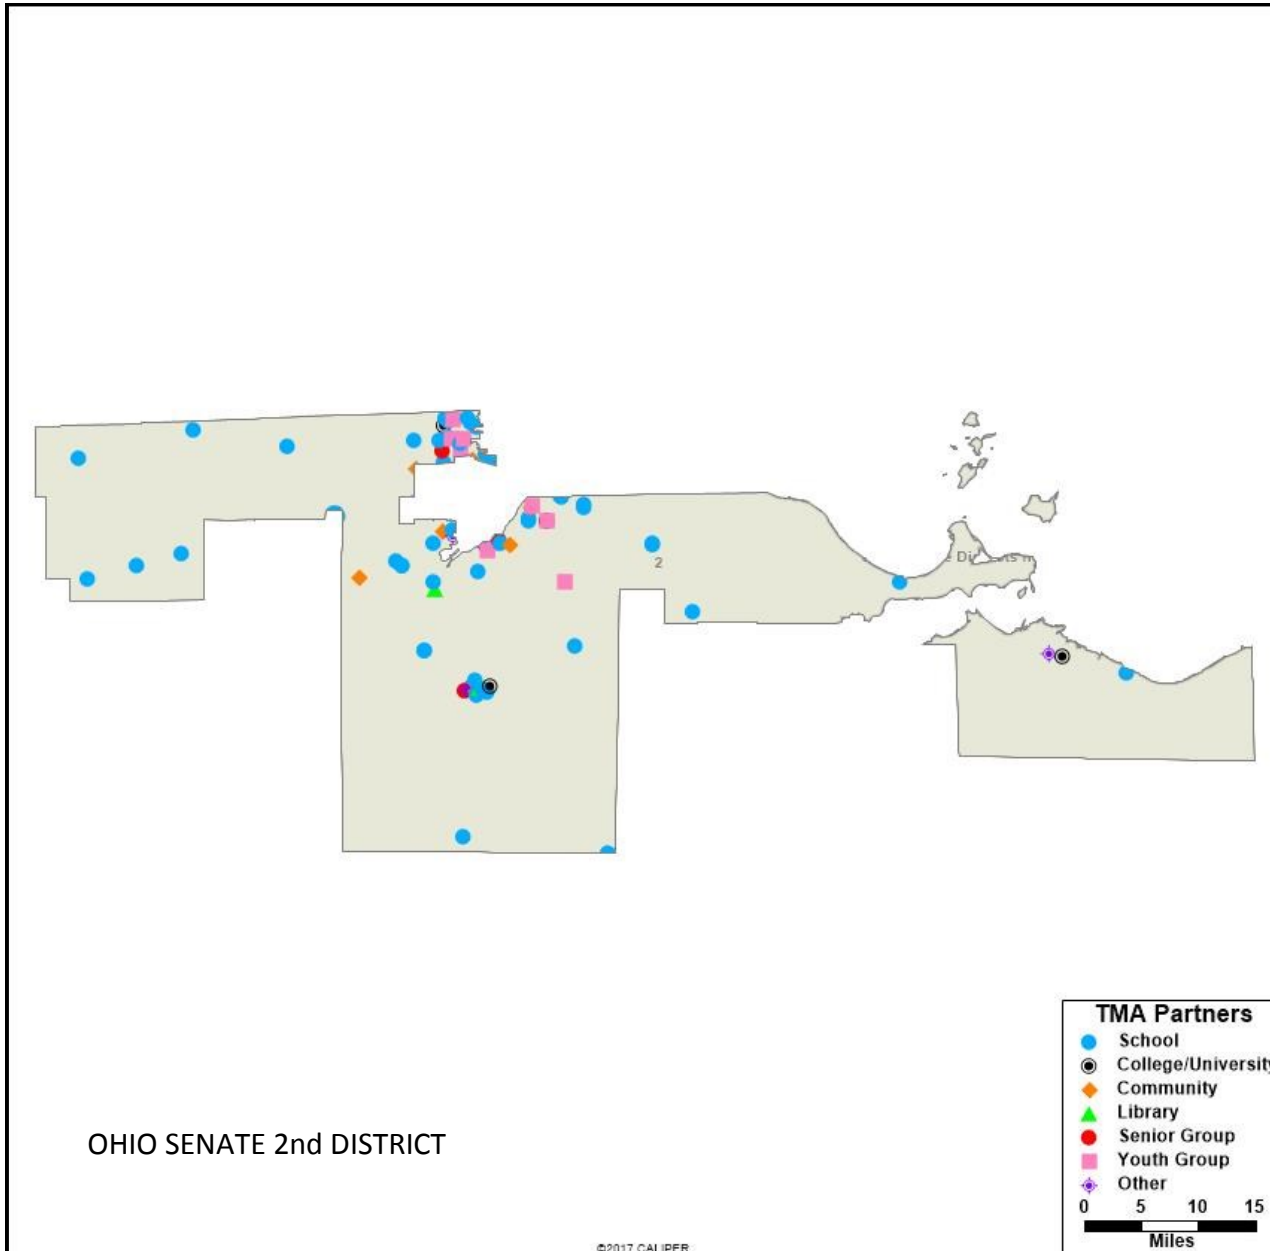 2
TMA Partners
School
College/University
Community
Library
Senior Group
Youth Group
Other
0 5 10 15
Miles
OHIO SENATE 2nd DISTRICT
©2017 CALIPER